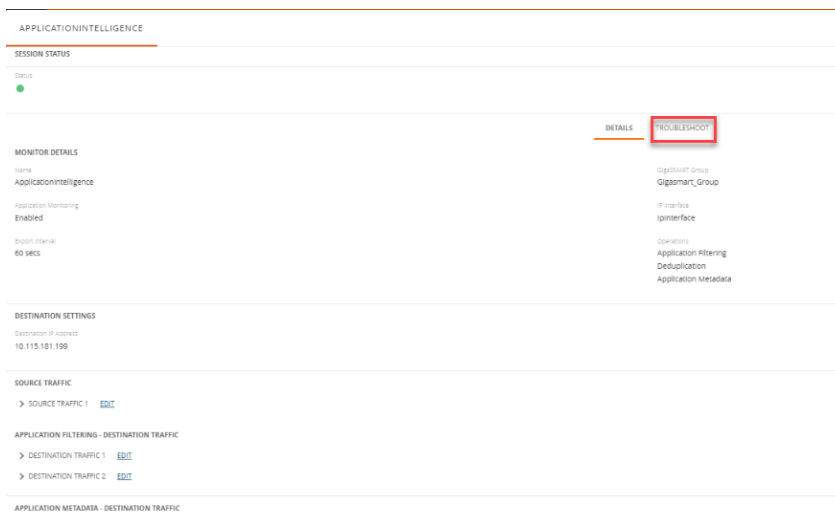 APPLICATIONINTELLIGENCE
SESSION STATUS
Status
DETAILS TROUBLESHOOT
MONITOR DETAILS
Name
Applicationintelligence
GigaSMART Group
Gigasmart_Group
Application Monitoring
Enabled
IP Interface
Ipinterface
Export Interval
60 secs
Operations
Application Filtering
Deduplication
Application Metadata
DESTINATION SETTINGS
Destination IP Address
10.115.181.199
SOURCE TRAFFIC
SOURCE TRAFFIC 1 EDIT
APPLICATION FILTERING - DESTINATION TRAFFIC
DESTINATION TRAFFIC 1 EDIT
DESTINATION TRAFFIC 2 EDIT
APPLICATION METADATA - DESTINATION TRAFFIC